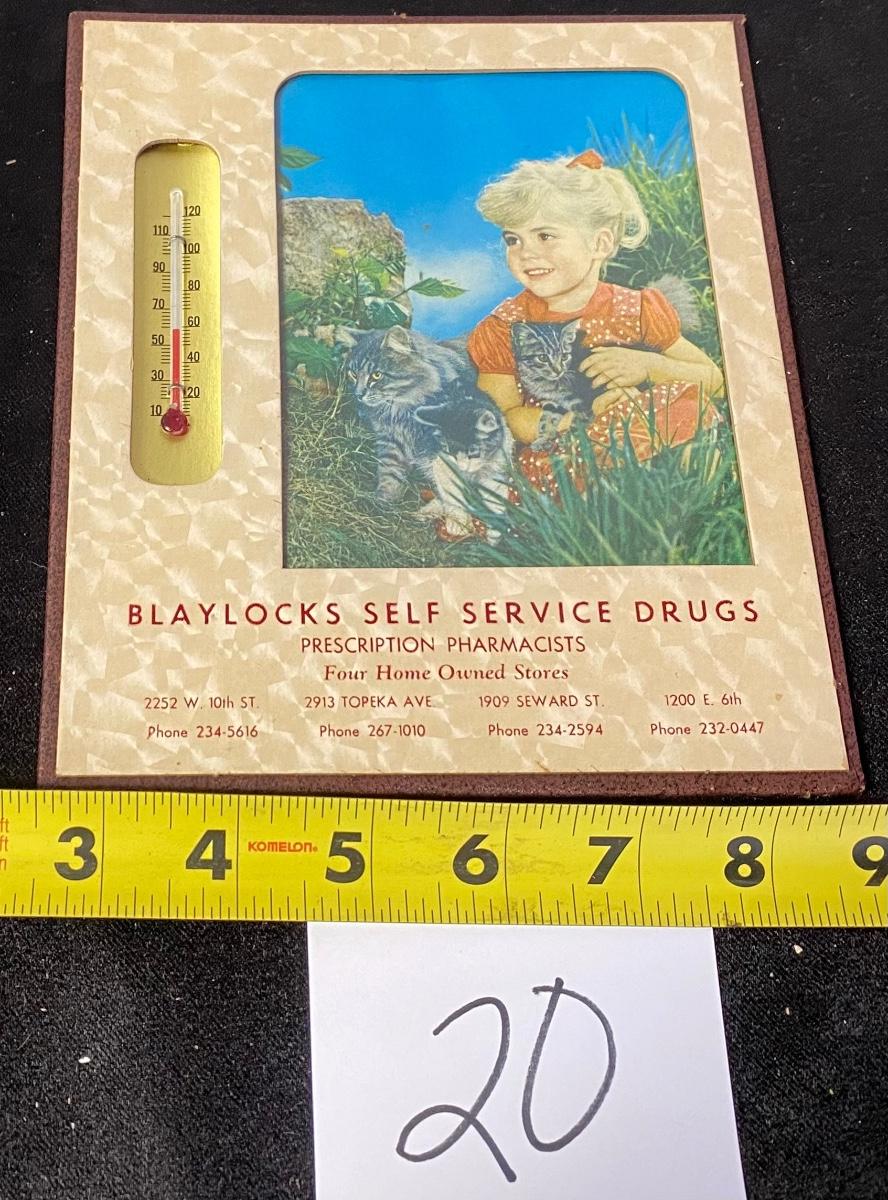 120
110
100
90
80
70
60
50
40
30
20
10
BLAYLOCKS SELF SERVICE DRUGS
PRESCRIPTION PHARMACISTS
Four Home Owned Stores
2252 W. 10th ST. 2913 TOPEKA AVE. 1909 SEWARD ST. 1200 E. 6th
Phone 234-5616 Phone 267-1010 Phone 234-2594 Phone 232-0447
3 4 KOMELON® 5 6 7 8 9
20